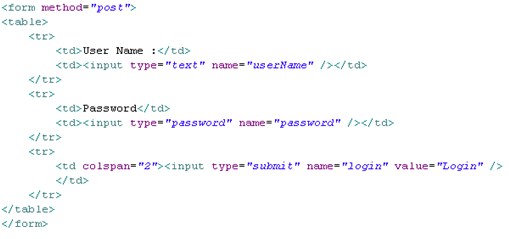 <form method="post">
<table>
    <tr>
        <td>User Name :</td>
        <td><input type="text" name="userName" /></td>
    </tr>
    <tr>
        <td>Password</td>
        <td><input type="password" name="password" /></td>
    </tr>
    <tr>
        <td colspan="2"><input type="submit" name="login" value="Login" />
        </td>
    </tr>
</table>
</form>